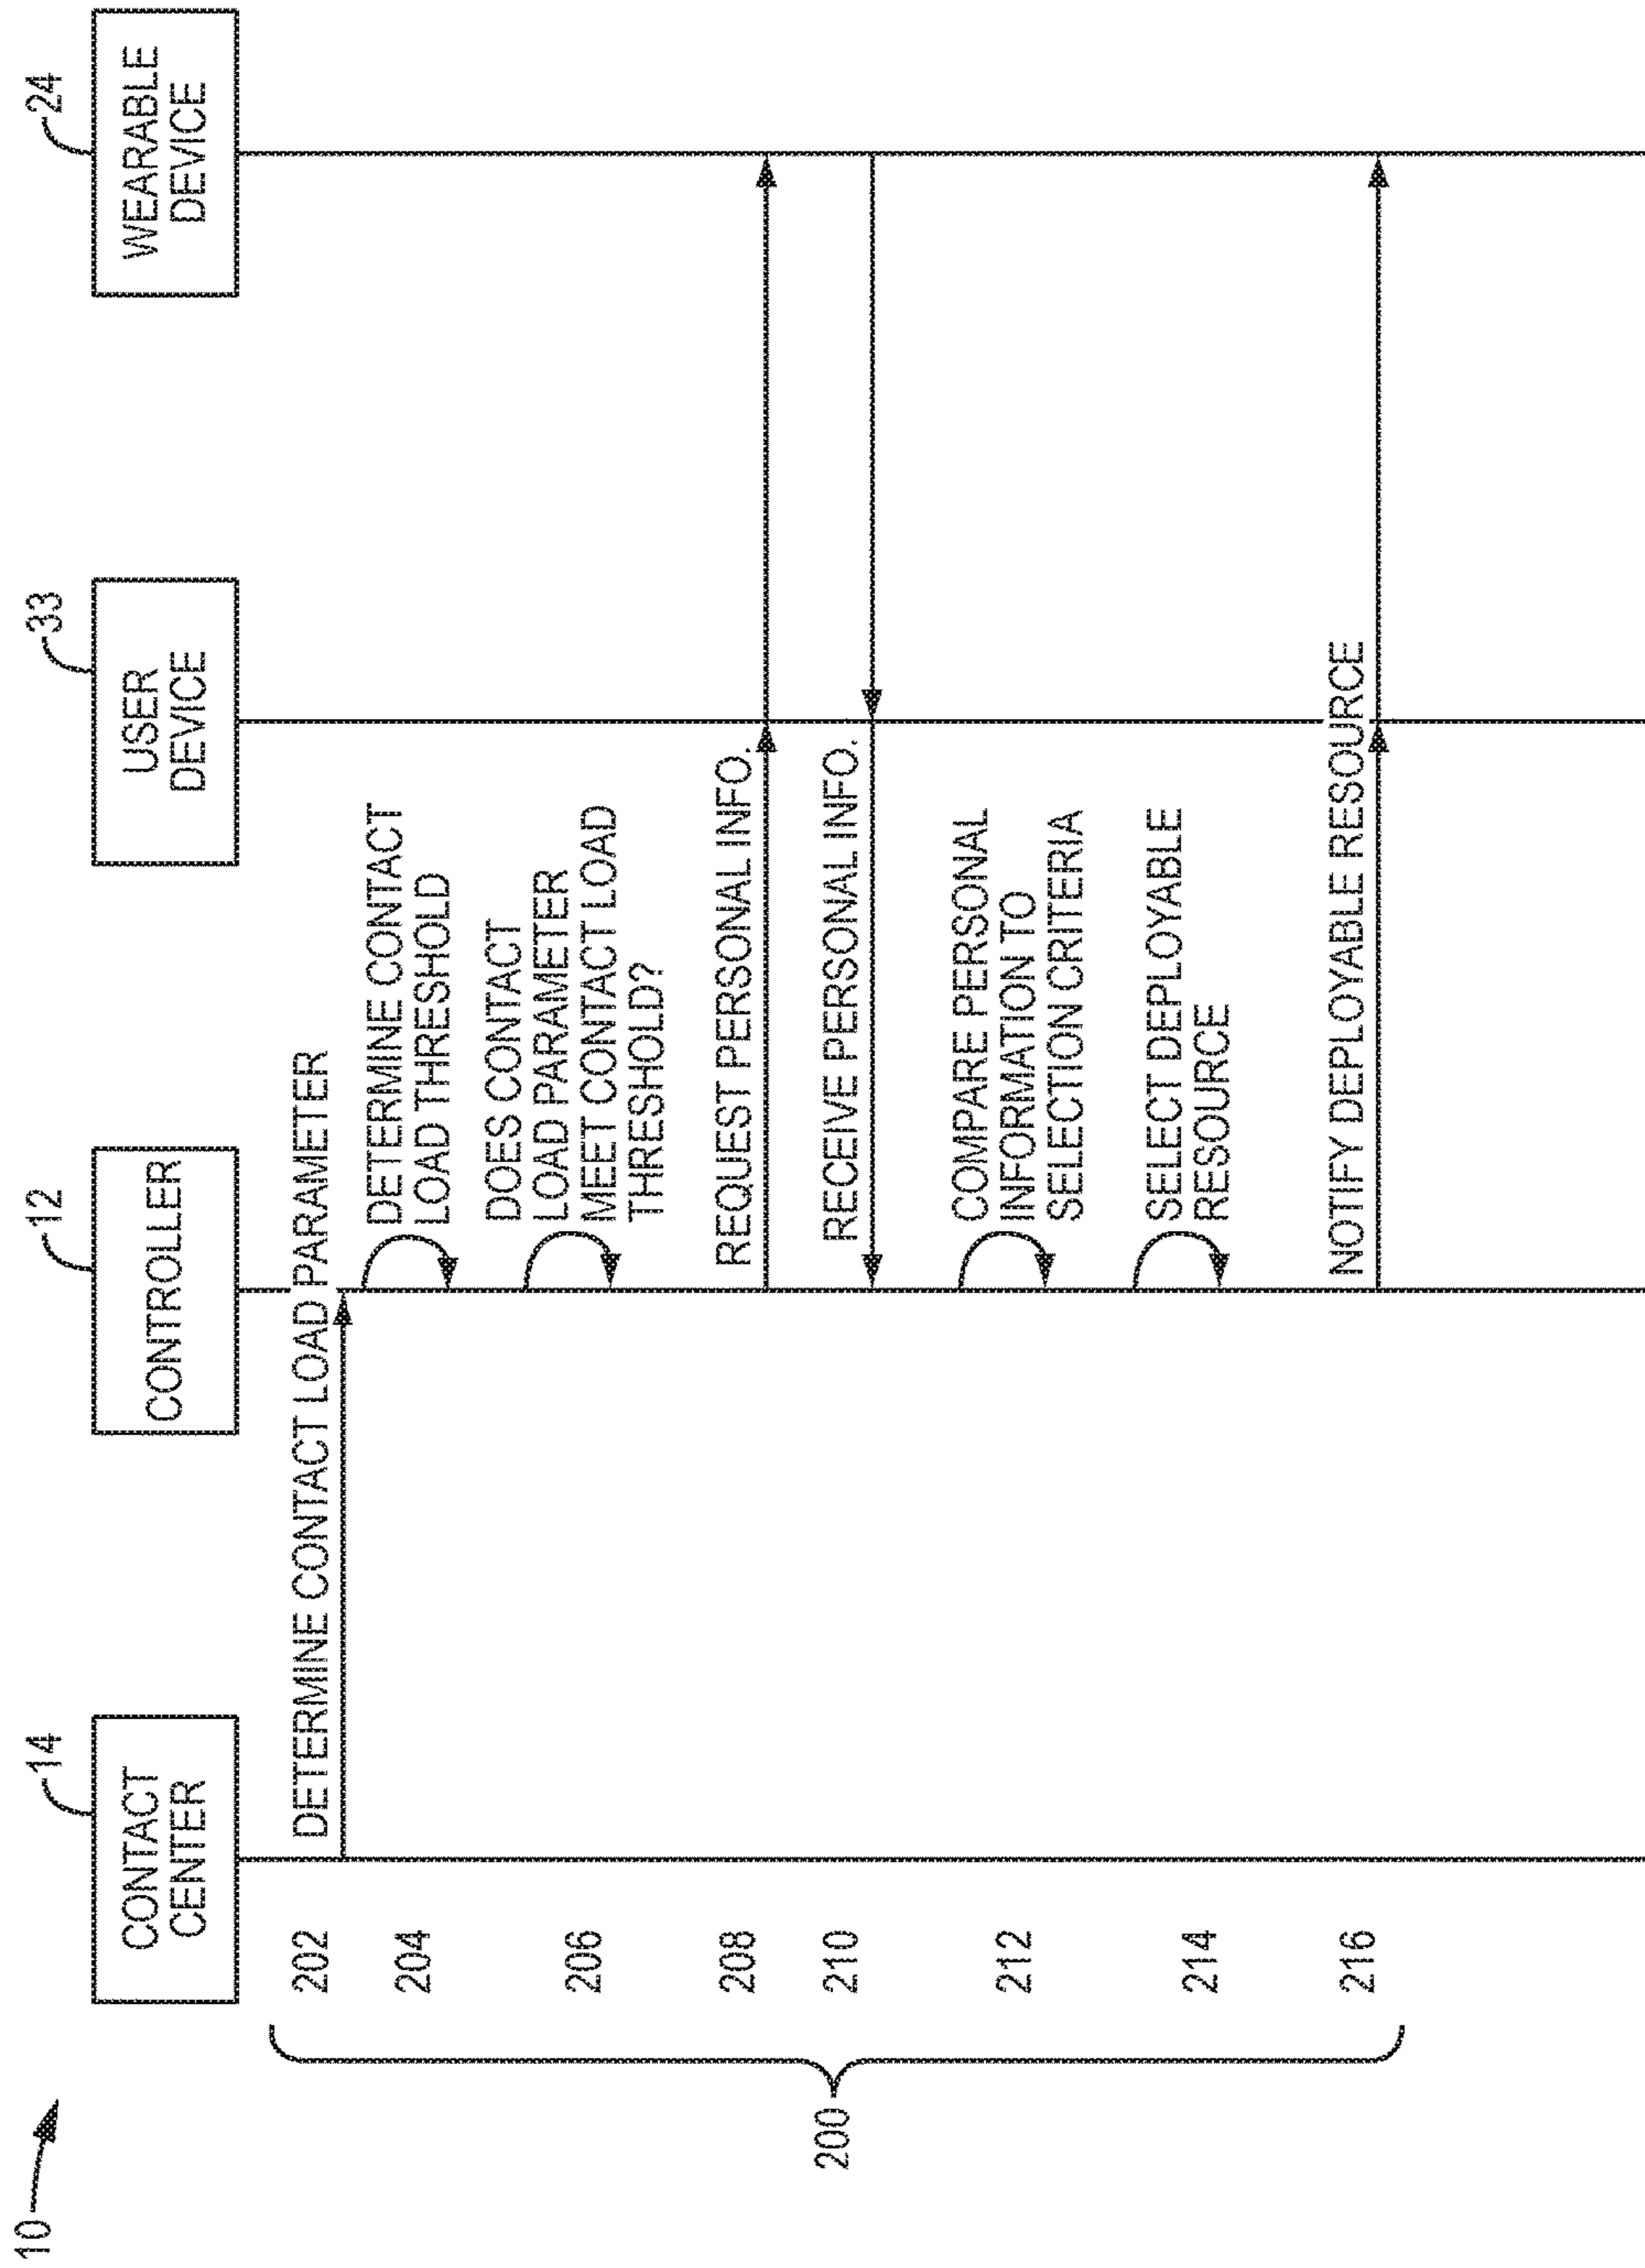 10
14
12
33
24
CONTACT
CENTER
CONTROLLER
USER
DEVICE
WEARABLE
DEVICE
200
202
DETERMINE CONTACT LOAD PARAMETER
204
DETERMINE CONTACT
LOAD THRESHOLD
206
DOES CONTACT
LOAD PARAMETER
MEET CONTACT LOAD
THRESHOLD?
208
REQUEST PERSONAL INFO.
210
RECEIVE PERSONAL INFO.
212
COMPARE PERSONAL
INFORMATION TO
SELECTION CRITERIA
214
SELECT DEPLOYABLE
RESOURCE
216
NOTIFY DEPLOYABLE RESOURCE